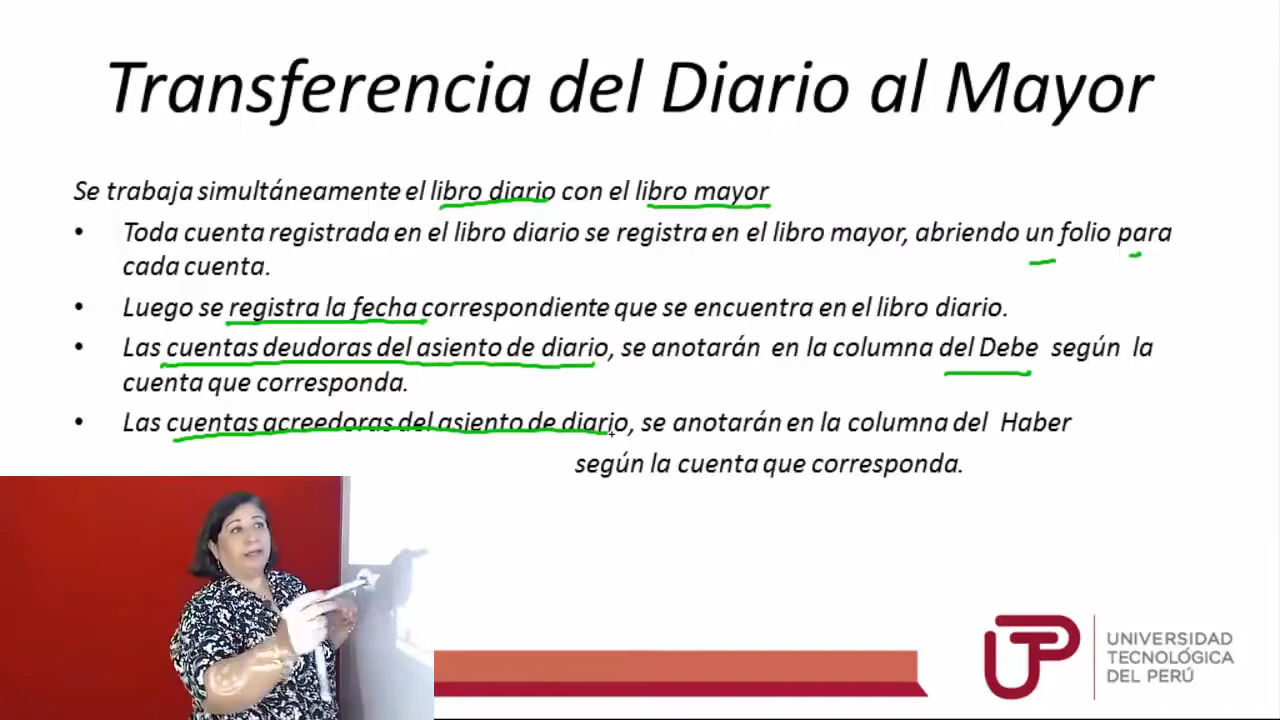 Transferencia del Diario al Mayor
Se trabaja simultáneamente el libro diario con el libro mayor
• Toda cuenta registrada en el libro diario se registra en el libro mayor, abriendo un folio para
cada cuenta.
• Luego se registra la fecha correspondiente que se encuentra en el libro diario.
• Las cuentas deudoras del asiento de diario, se anotarán en la columna del Debe según la
cuenta que corresponda.
• Las cuentas acreedoras del asiento de diario, se anotarán en la columna del Haber
según la cuenta que corresponda.
UTP
UNIVERSIDAD
TECNOLÓGICA
DEL PERÚ